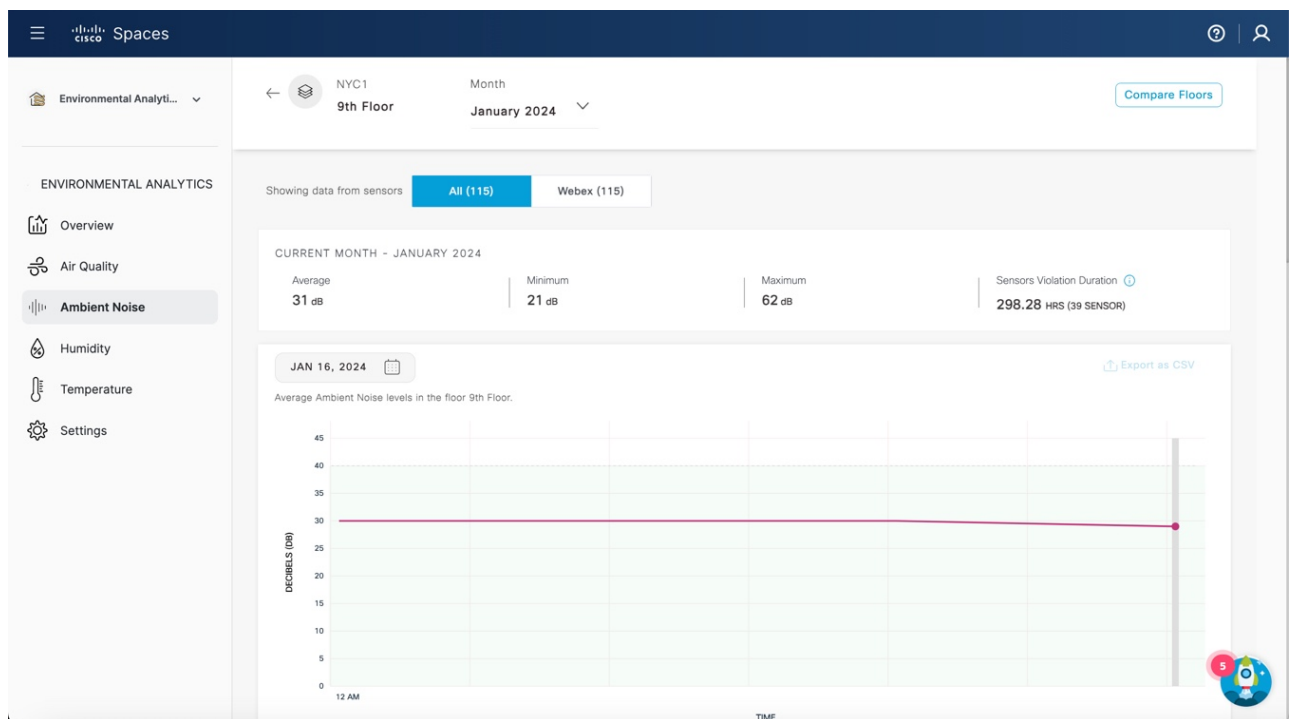 cisco Spaces
Environmental Analyti...
NYC1
9th Floor
Month
January 2024
Compare Floors
ENVIRONMENTAL ANALYTICS
Overview
Air Quality
Ambient Noise
Humidity
Temperature
Settings
Showing data from sensors
All (115)
Webex (115)
CURRENT MONTH - JANUARY 2024
Average
31 dB
Minimum
21 dB
Maximum
62 dB
Sensors Violation Duration
298.28 HRS (39 SENSOR)
JAN 16, 2024
Export as CSV
Average Ambient Noise levels in the floor 9th Floor.
DECIBELS (DB)
45
40
35
30
25
20
15
10
5
0
12 AM
TIME
5